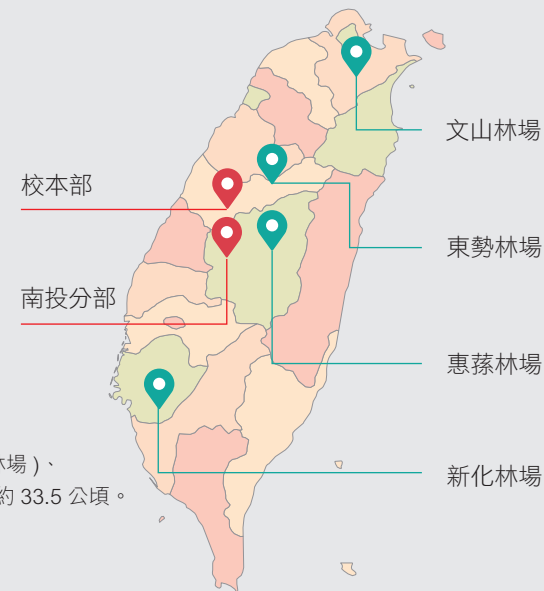 文山林場
校本部
東勢林場
南投分部
惠蓀林場
林場 )、
新化林場
約 33.5 公頃。